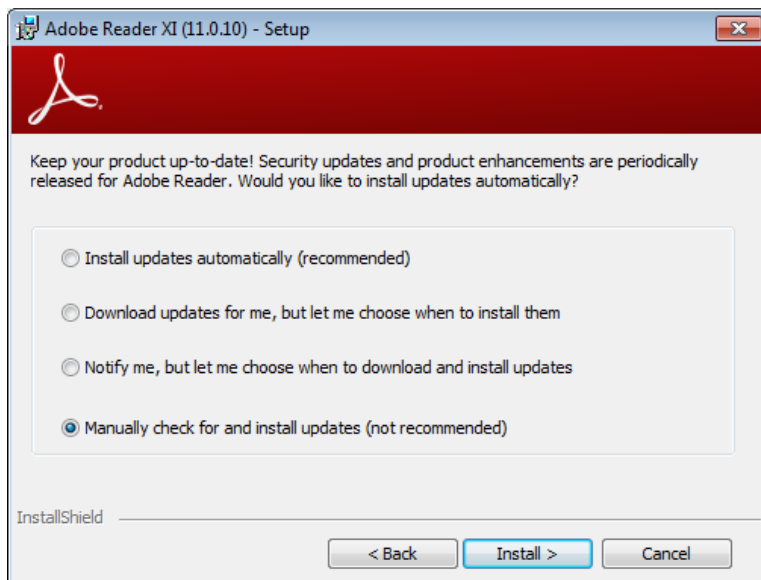 Adobe Reader XI (11.0.10) - Setup
Keep your product up-to-date! Security updates and product enhancements are periodically
released for Adobe Reader. Would you like to install updates automatically?
Install updates automatically (recommended)
Download updates for me, but let me choose when to install them
Notify me, but let me choose when to download and install updates
Manually check for and install updates (not recommended)
InstallShield
< Back
Install >
Cancel